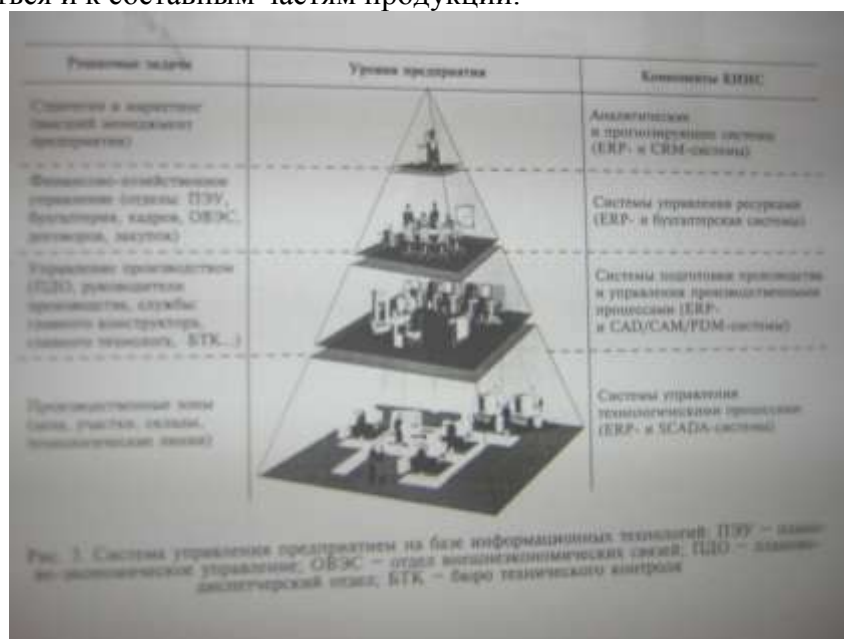 ться и к составным частям продукции.
Решаемые задачи
Уровни предприятия
Компоненты КИИС
Стратегия и маркетинг
(высший менеджмент
предприятия)
Аналитические
и прогнозирующие системы
(ERP- и CRM-системы)
Финансово-хозяйственное
управление (отделы: ПЭУ,
бухгалтерия, кадров, ОВЭС,
договоров, закупок)
Системы управления ресурсами
(ERP- и бухгалтерская системы)
Управление производством
(ПДО, руководители
производства, службы:
главного конструктора,
главного технолога, БТК...)
Системы подготовки производства
и управления производственными
процессами (ERP-
и CAD/CAM/PDM-системы)
Производственные зоны
(цеха, участки, склады,
технологические линии)
Системы управления
технологическими процессами
(ERP- и SCADA-системы)
Рис. 3. Система управления предприятием на базе информационных технологий: ПЭУ — плано-
во-экономическое управление; ОВЭС — отдел внешнеэкономических связей; ПДО — планово-
диспетчерский отдел; БТК — бюро технического контроля